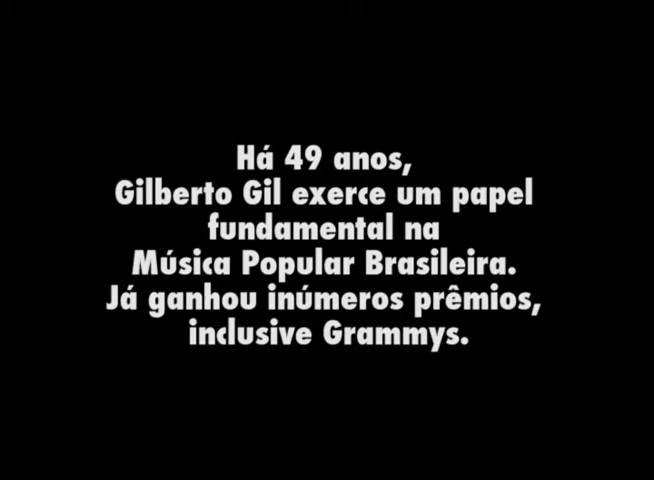 Há 49 anos,
Gilberto Gil exerce um papel
fundamental na
Música Popular Brasileira.
Já ganhou inúmeros prêmios,
inclusive Grammys.